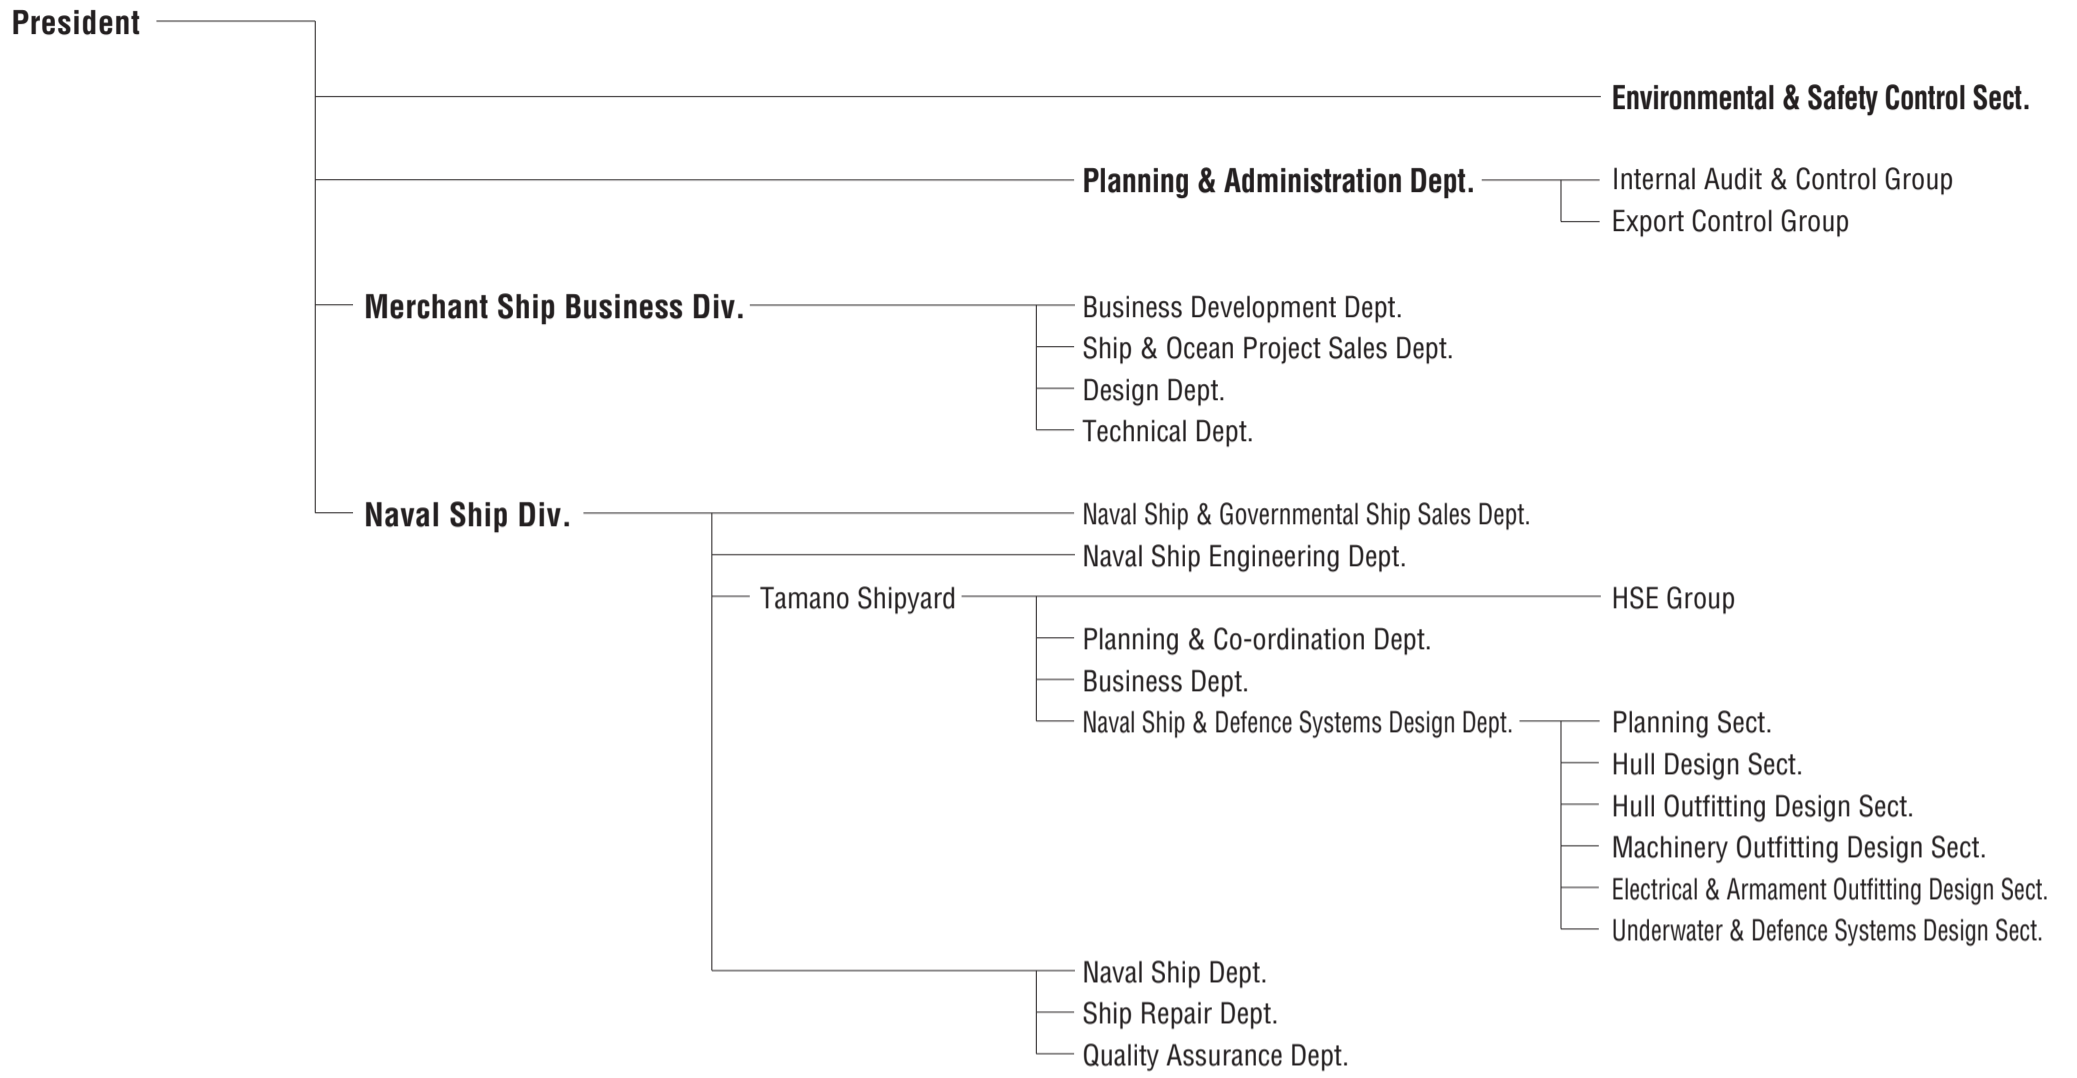 President
Environmental & Safety Control Sect.
Planning & Administration Dept.
Internal Audit & Control Group
Export Control Group
Merchant Ship Business Div.
Business Development Dept.
Ship & Ocean Project Sales Dept.
Design Dept.
Technical Dept.
Naval Ship Div.
Naval Ship & Governmental Ship Sales Dept.
Naval Ship Engineering Dept.
Tamano Shipyard
HSE Group
Planning & Co-ordination Dept.
Business Dept.
Naval Ship & Defence Systems Design Dept.
Planning Sect.
Hull Design Sect.
Hull Outfitting Design Sect.
Machinery Outfitting Design Sect.
Electrical & Armament Outfitting Design Sect.
Underwater & Defence Systems Design Sect.
Naval Ship Dept.
Ship Repair Dept.
Quality Assurance Dept.